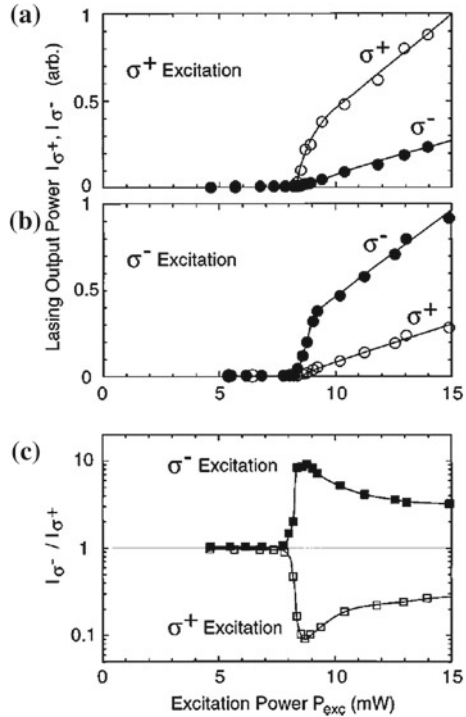 (a)
1
0.5
0
σ+ Excitation
σ+
σ-
Lasing Output Power Iσ+, Iσ- (arb.)
(b)
1
0.5
0
σ- Excitation
σ-
σ+
0 5 10 15
(c)
10
1
0.1
σ- Excitation
σ+ Excitation
Iσ- / Iσ+
0 5 10 15
Excitation Power Pexc (mW)